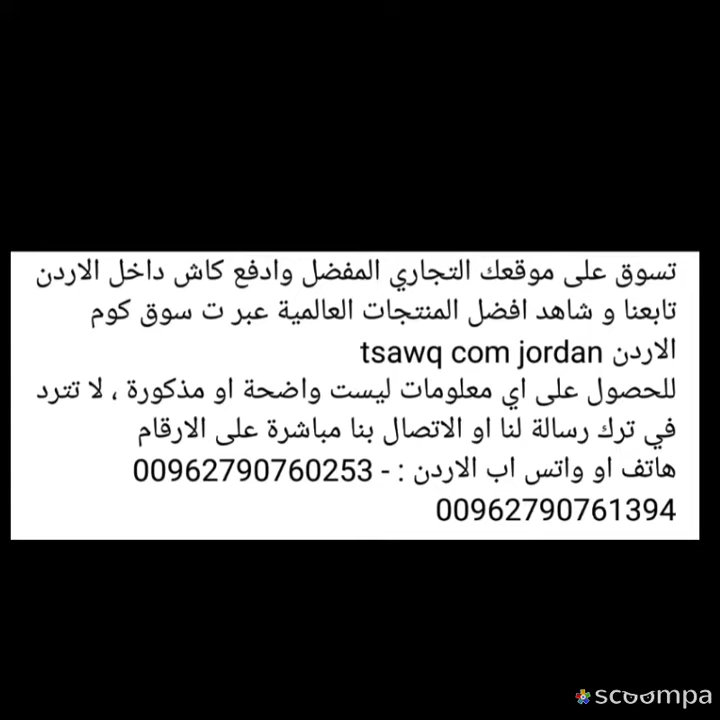 تسوق على موقعك التجاري المفضل وادفع كاش داخل الاردن
تابعنا و شاهد افضل المنتجات العالمية عبر ت سوق كوم
الاردن tsawq com jordan
للحصول على اي معلومات ليست واضحة او مذكورة ، لا تترد
في ترك رسالة لنا او الاتصال بنا مباشرة على الارقام
هاتف او واتس اب الاردن : - 00962790760253
00962790761394
scoompa